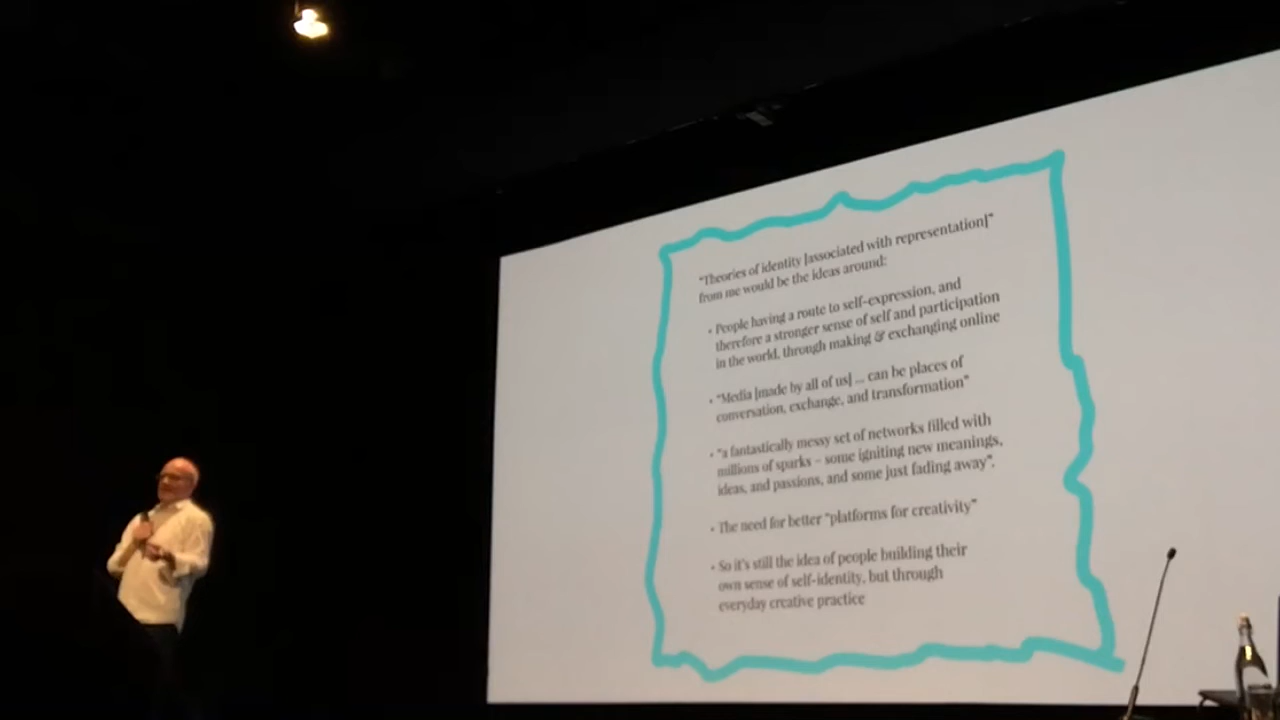 "Theories of identity [associated with representation]"
from me would be the ideas around:
• People having a route to self-expression, and
therefore a stronger sense of self and participation
in the world, through making & exchanging online
• "Media [made by all of us] ... can be places of
conversation, exchange, and transformation"
• "a fantastically messy set of networks filled with
millions of sparks – some igniting new meanings,
ideas, and passions, and some just fading away".
• The need for better "platforms for creativity"
• So it's still the idea of people building their
own sense of self-identity, but through
everyday creative practice